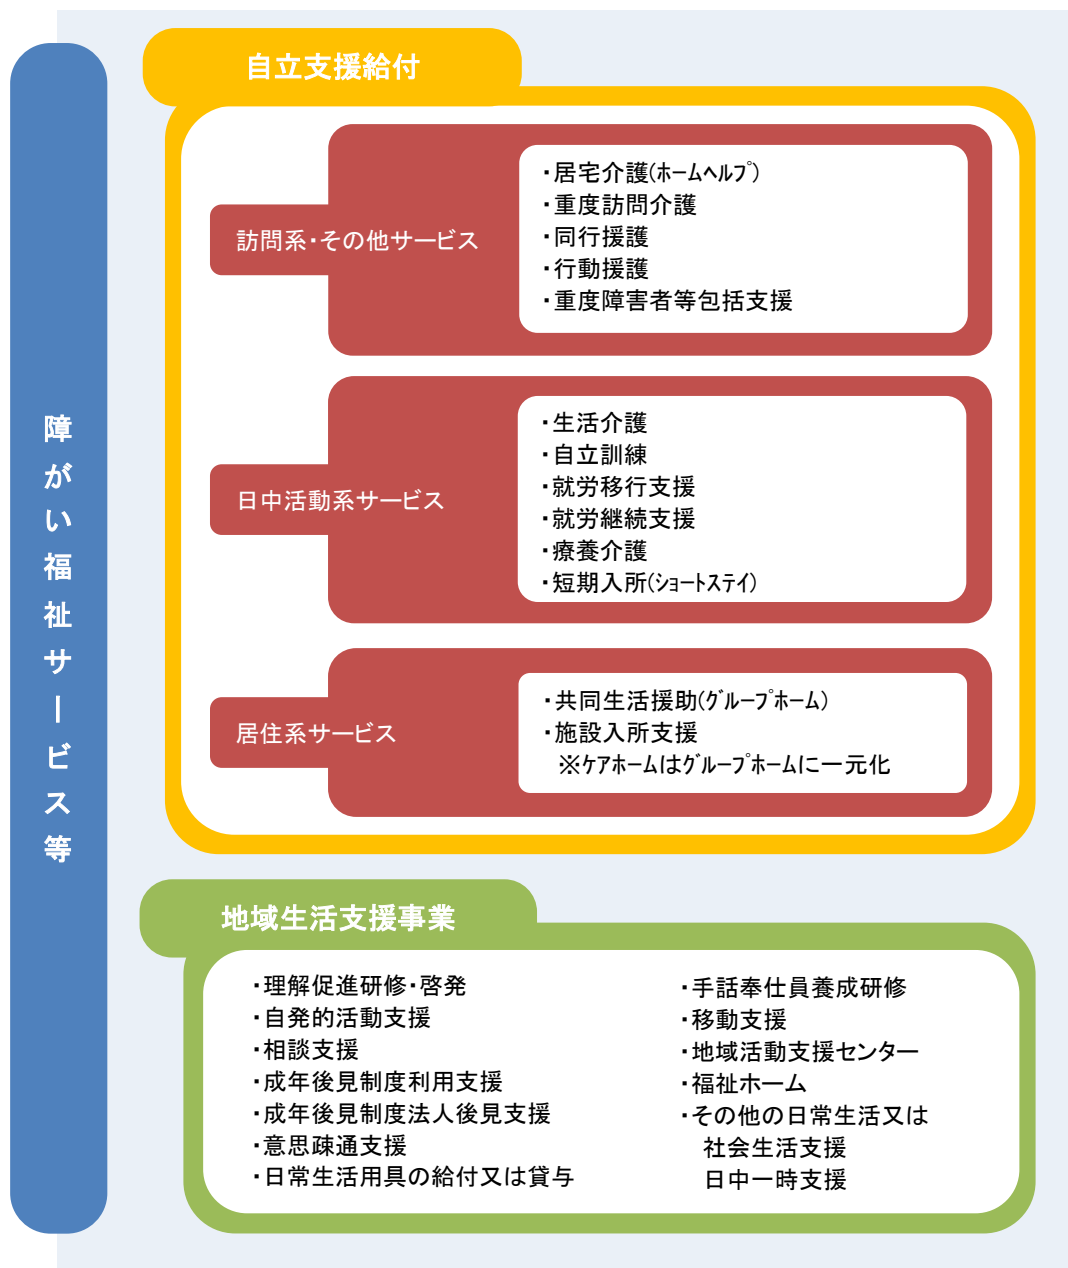 障がい福祉サービス等
自立支援給付
訪問系・その他サービス
・居宅介護(ﾎｰﾑﾍﾙﾌﾟ)
・重度訪問介護
・同行援護
・行動援護
・重度障害者等包括支援
日中活動系サービス
・生活介護
・自立訓練
・就労移行支援
・就労継続支援
・療養介護
・短期入所(ｼｮｰﾄｽﾃｲ)
居住系サービス
・共同生活援助(ｸﾞﾙｰﾌﾟﾎｰﾑ)
・施設入所支援
※ｹｱﾎｰﾑはｸﾞﾙｰﾌﾟﾎｰﾑに一元化
地域生活支援事業
・理解促進研修・啓発
・自発的活動支援
・相談支援
・成年後見制度利用支援
・成年後見制度法人後見支援
・意思疎通支援
・日常生活用具の給付又は貸与
・手話奉仕員養成研修
・移動支援
・地域活動支援センター
・福祉ホーム
・その他の日常生活又は
社会生活支援
日中一時支援